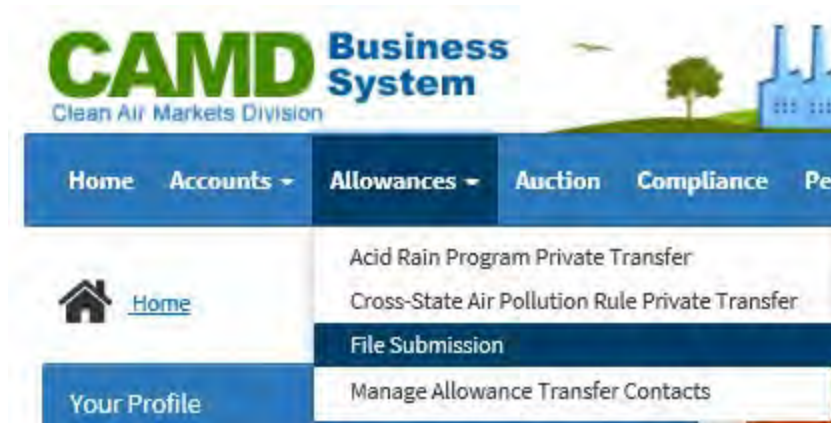 CAMD Business System
Clean Air Markets Division
Home Accounts Allowances Auction Compliance Pe
Acid Rain Program Private Transfer
Home
Cross-State Air Pollution Rule Private Transfer
File Submission
Your Profile
Manage Allowance Transfer Contacts